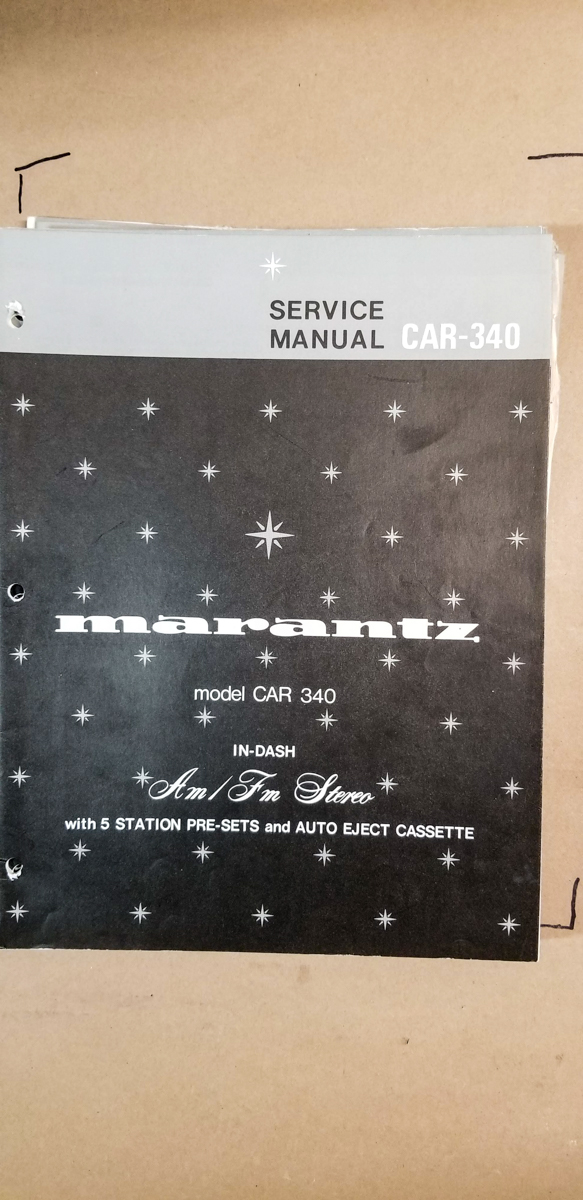 SERVICE
MANUAL CAR-340
marantz
model CAR 340
IN-DASH
Am/Fm Stereo
with 5 STATION PRE-SETS and AUTO EJECT CASSETTE